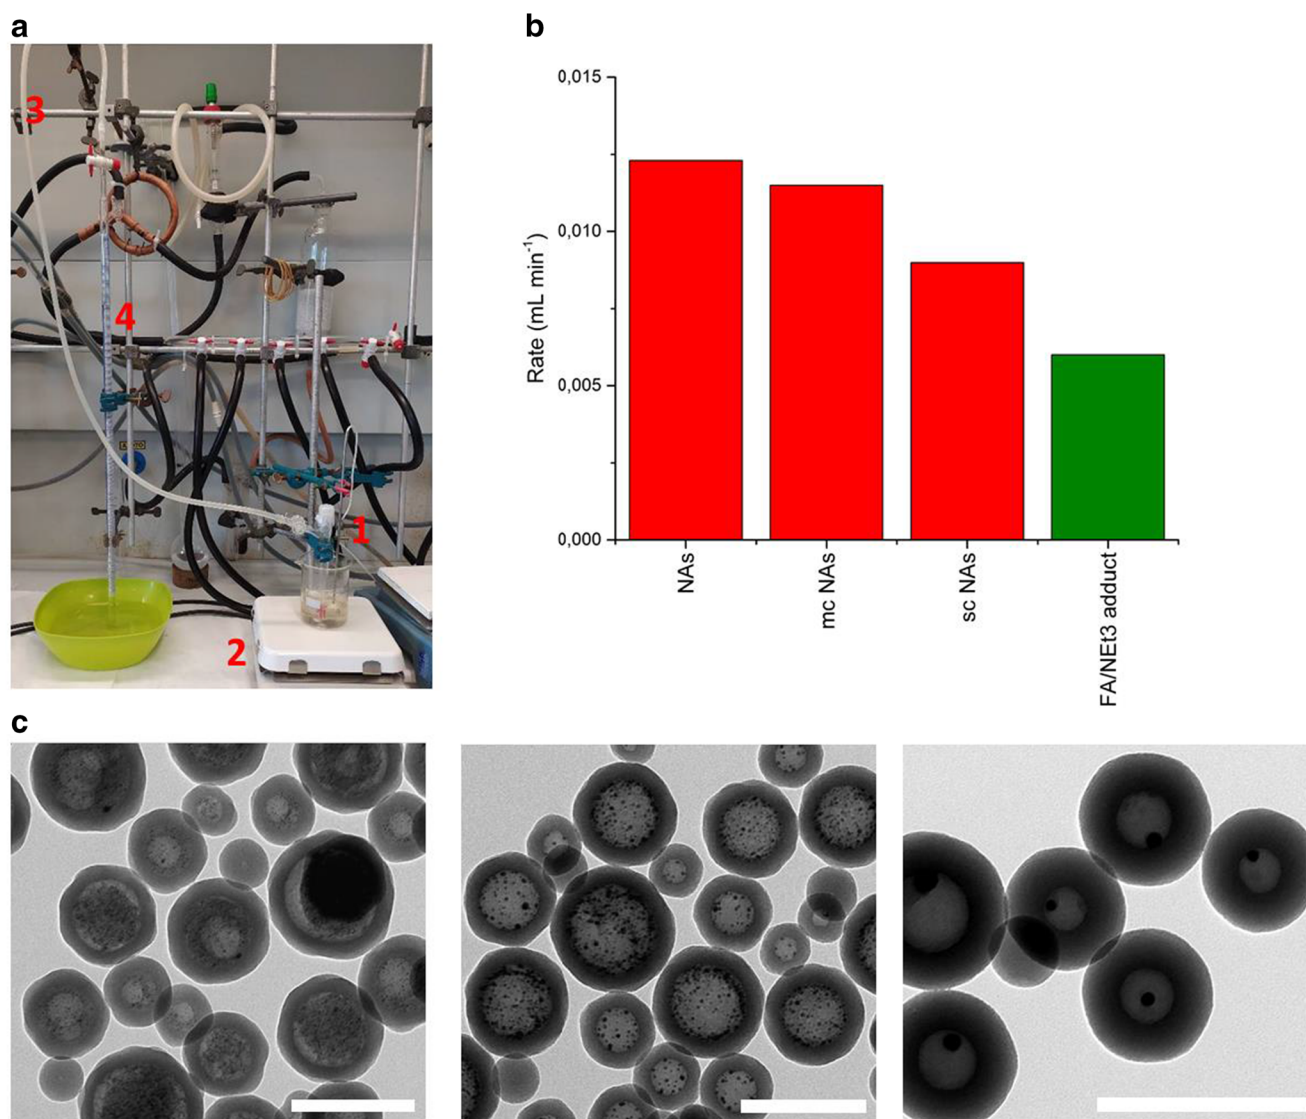 a
b
3
4
1
2
0,015
0,010
0,005
0,000
Rate (mL min⁻¹)
NAs
mc NAs
sc NAs
FA/NEt3 adduct
c